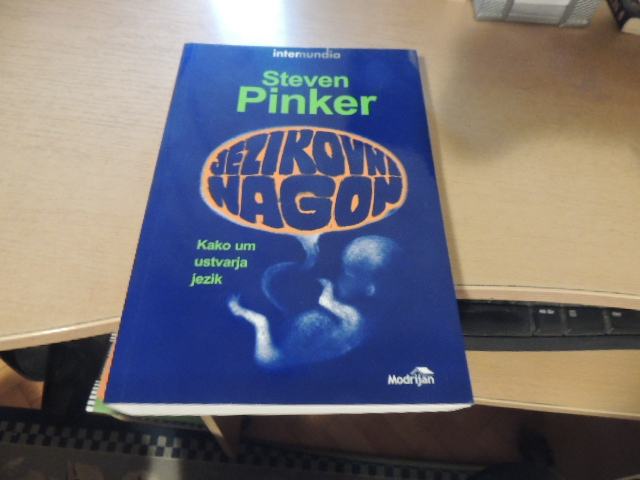 intermundia
Steven
Pinker
JEZIKOVNI
NAGON
Kako um
ustvarja
jezik
Modrijan